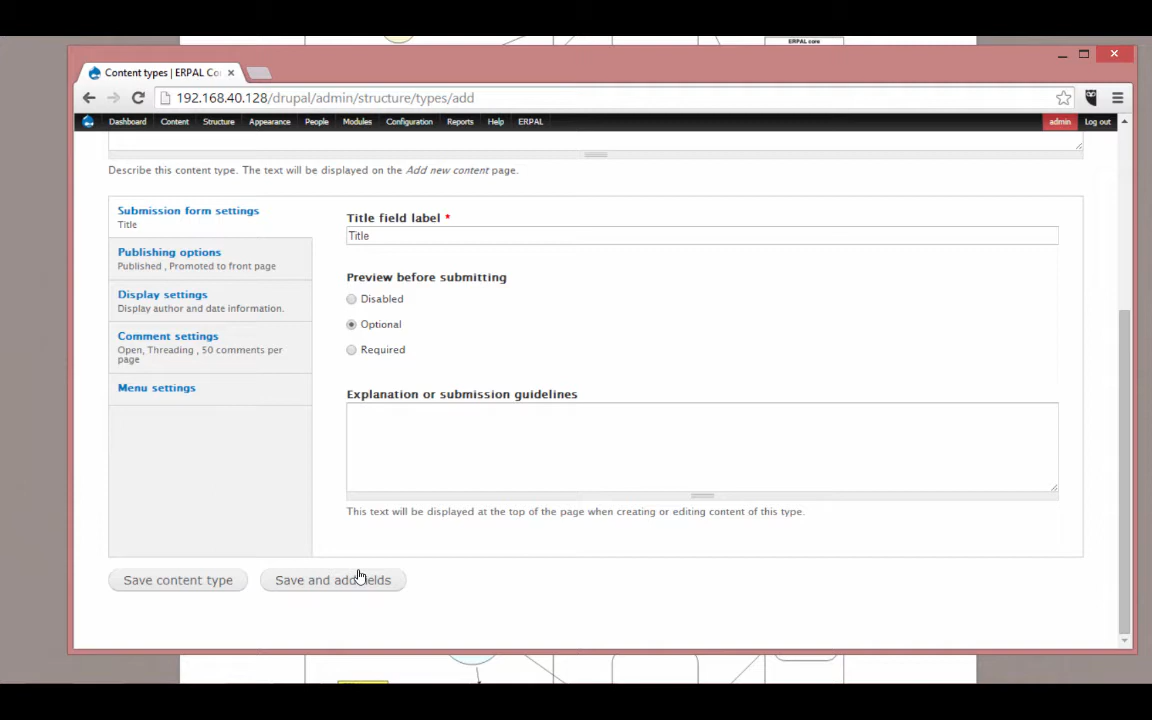 ERPAL core
Content types | ERPAL Co
192.168.40.128/drupal/admin/structure/types/add
Dashboard Content Structure Appearance People Modules Configuration Reports Help ERPAL admin Log out
Describe this content type. The text will be displayed on the Add new content page.
Submission form settings
Title
Publishing options
Published , Promoted to front page
Display settings
Display author and date information.
Comment settings
Open, Threading , 50 comments per
page
Menu settings
Title field label *
Title
Preview before submitting
Disabled
Optional
Required
Explanation or submission guidelines
This text will be displayed at the top of the page when creating or editing content of this type.
Save content type
Save and add fields